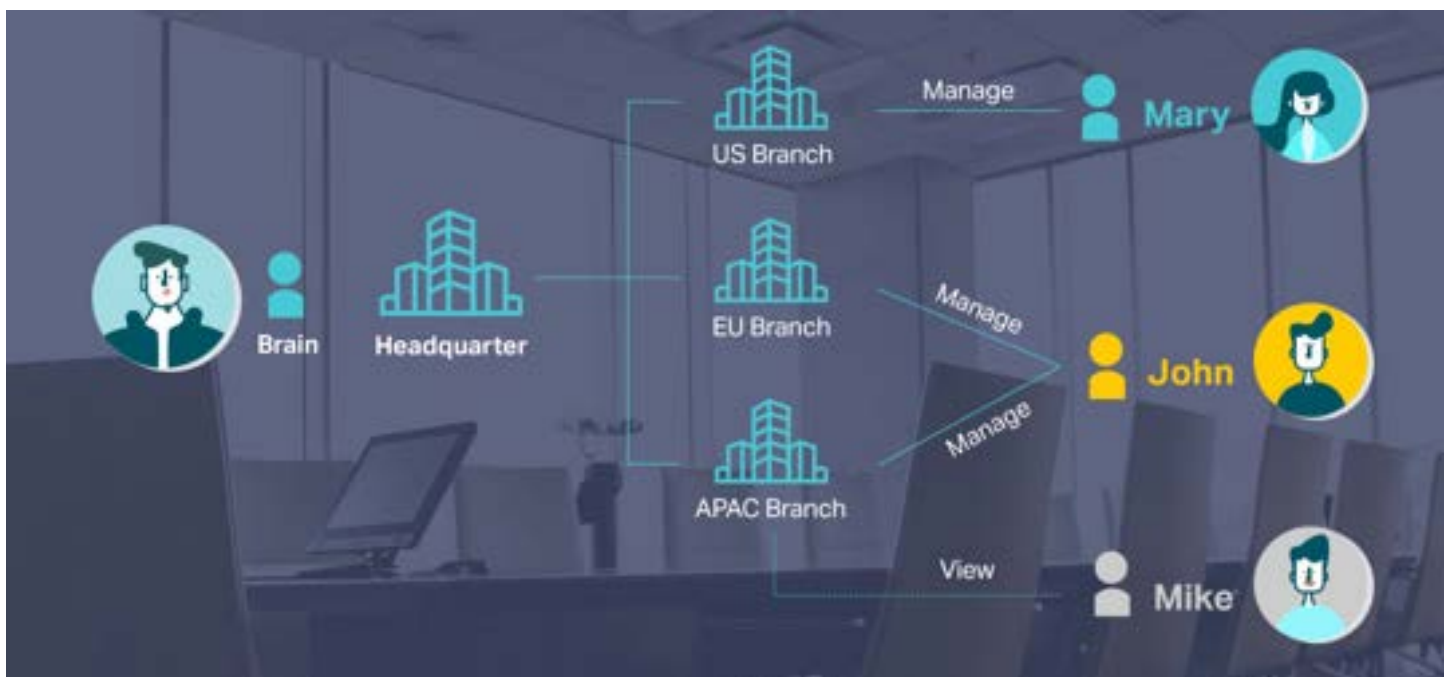 Manage
Mary
US Branch
Brain
Headquarter
EU Branch
Manage
John
Manage
APAC Branch
View
Mike